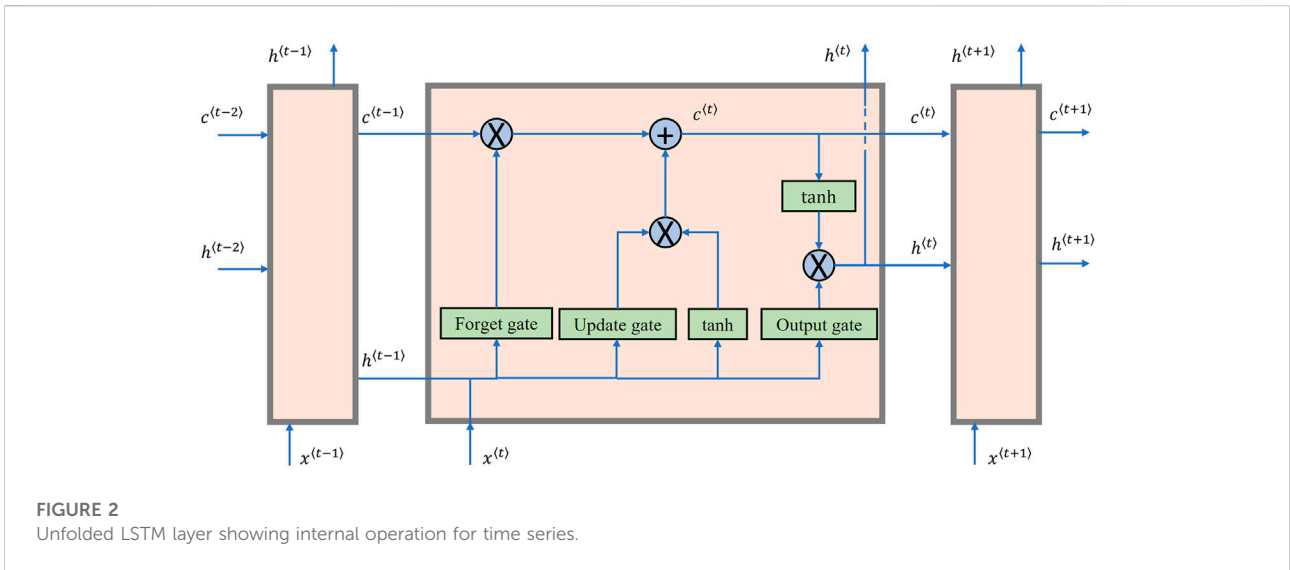 h⟨t−1⟩
h⟨t⟩
h⟨t+1⟩
c⟨t−2⟩
c⟨t−1⟩
c⟨t⟩
c⟨t⟩
c⟨t+1⟩
X
+
tanh
X
h⟨t−2⟩
X
h⟨t⟩
h⟨t+1⟩
Forget gate
Update gate
tanh
Output gate
h⟨t−1⟩
x⟨t−1⟩
x⟨t⟩
x⟨t+1⟩
FIGURE 2
Unfolded LSTM layer showing internal operation for time series.